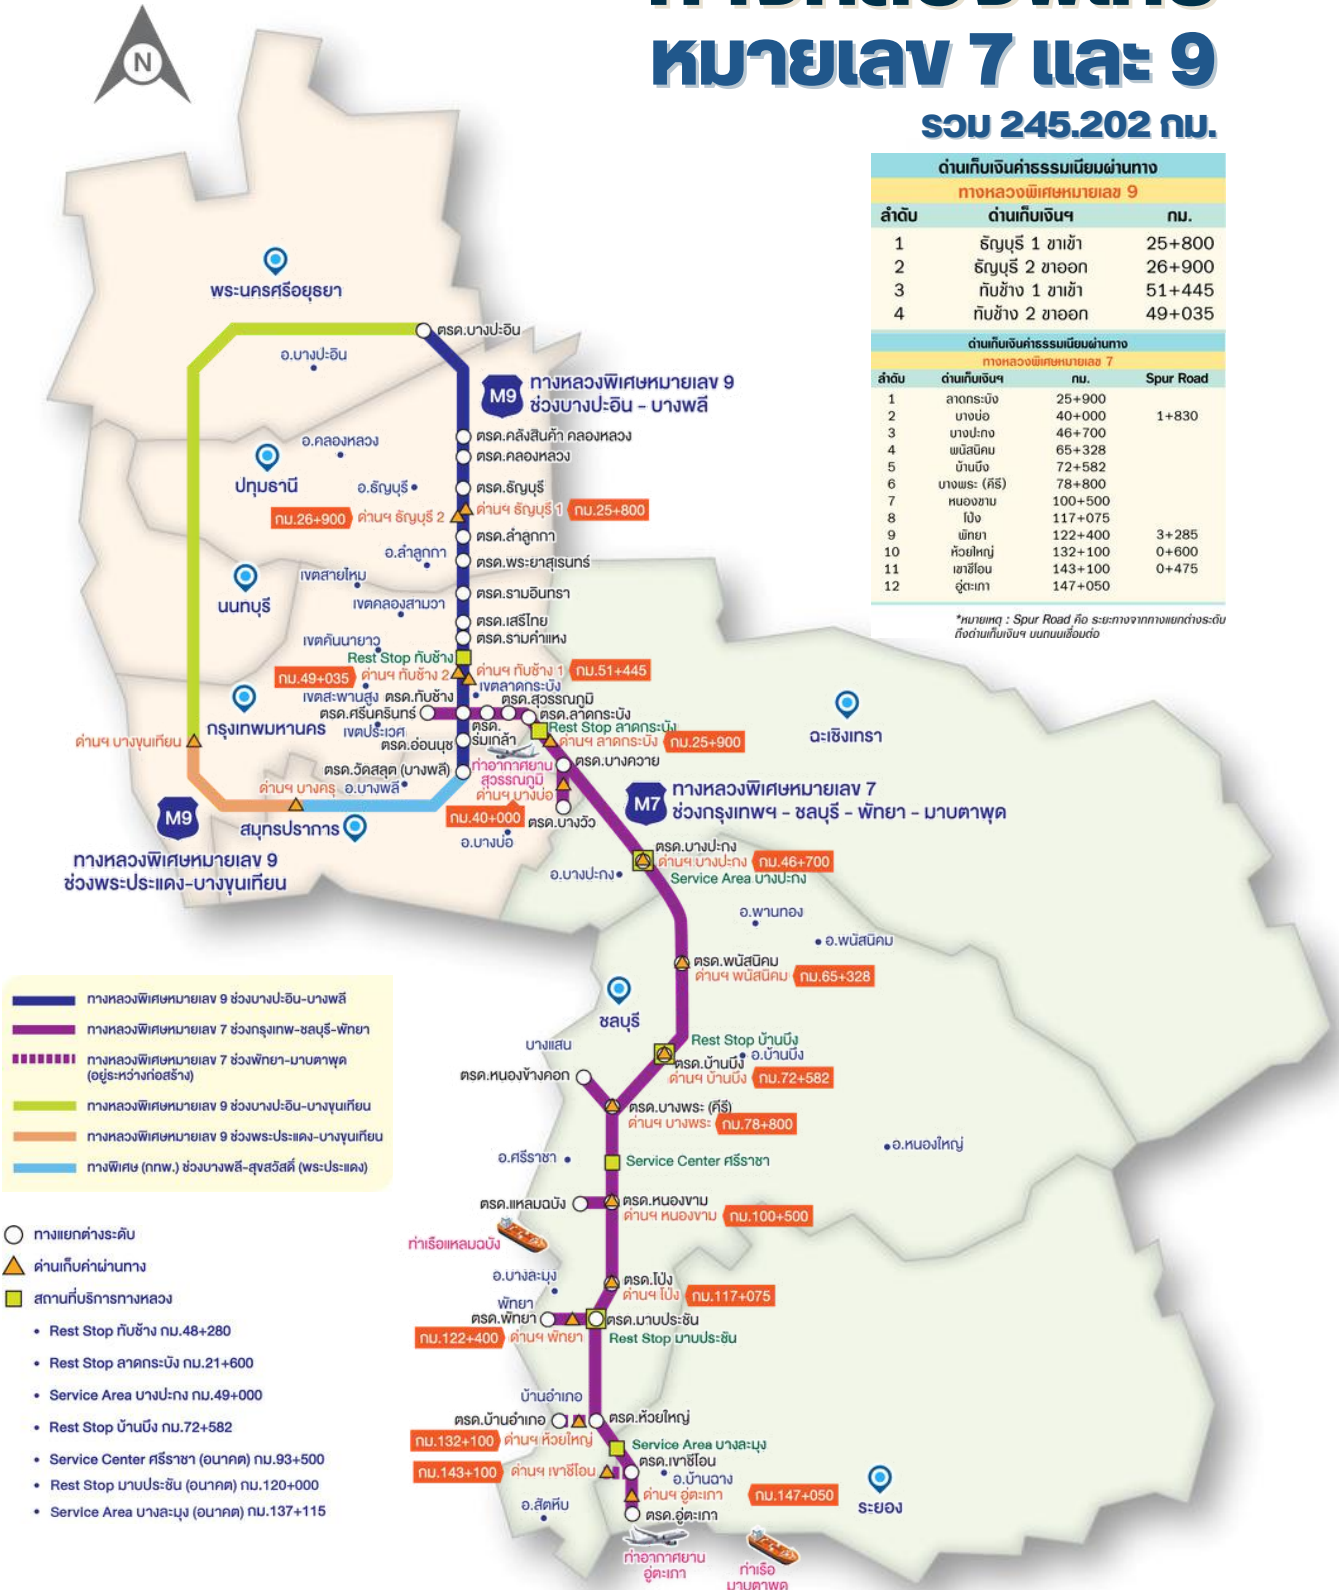 หมายเลข 7 และ 9
รวม 245.202 กม.
ด่านเก็บเงินค่าธรรมเนียมผ่านทาง
ทางหลวงพิเศษหมายเลข 9
ลำดับ ด่านเก็บเงินฯ กม.
1 ธัญบุรี 1 ขาเข้า 25+800
2 ธัญบุรี 2 ขาออก 26+900
3 ทับช้าง 1 ขาเข้า 51+445
4 ทับช้าง 2 ขาออก 49+035
ด่านเก็บเงินค่าธรรมเนียมผ่านทาง
ทางหลวงพิเศษหมายเลข 7
ลำดับ ด่านเก็บเงินฯ กม. Spur Road
1 ลาดกระบัง 25+900
2 บางบ่อ 40+000 1+830
3 บางปะกง 46+700
4 พนัสนิคม 65+328
5 บ้านบึง 72+582
6 บางพระ (คีรี) 78+800
7 หนองขาม 100+500
8 โป่ง 117+075
9 พัทยา 122+400 3+285
10 ห้วยใหญ่ 132+100 0+600
11 เขาชีโอน 143+100 0+475
12 อู่ตะเภา 147+050
*หมายเหตุ : Spur Road คือ ระยะทางจากทางแยกต่างระดับ
ถึงด่านเก็บเงินฯ บนถนนเชื่อมต่อ
N
พระนครศรีอยุธยา
ตรด.บางปะอิน
อ.บางปะอิน
M9
ทางหลวงพิเศษหมายเลข 9
ช่วงบางปะอิน - บางพลี
อ.คลองหลวง
ตรด.คลังสินค้า คลองหลวง
ตรด.คลองหลวง
ปทุมธานี
อ.ธัญบุรี
ตรด.ธัญบุรี
กม.26+900 ด่านฯ ธัญบุรี 2
ด่านฯ ธัญบุรี 1 กม.25+800
ตรด.ลำลูกกา
อ.ลำลูกกา
ตรด.พระยาสุเรนทร์
เขตสายไหม
นนทบุรี
ตรด.รามอินทรา
เขตคลองสามวา
ตรด.เสรีไทย
ตรด.รามคำแหง
เขตคันนายาว
Rest Stop ทับช้าง
กม.49+035 ด่านฯ ทับช้าง 2
ด่านฯ ทับช้าง 1 กม.51+445
เขตลาดกระบัง
เขตสะพานสูง ตรด.ทับช้าง
ตรด.สุวรรณภูมิ
ตรด.ศรีนครินทร์
ตรด.ลาดกระบัง
กรุงเทพมหานคร
เขตประเวศ
ตรด.
ร่มเกล้า
Rest Stop ลาดกระบัง
ด่านฯ ลาดกระบัง กม.25+900
ด่านฯ บางขุนเทียน
ตรด.อ่อนนุช
ฉะเชิงเทรา
ตรด.บางควาย
ตรด.วัดสลุด (บางพลี)
ท่าอากาศยาน
สุวรรณภูมิ
ด่านฯ บางครุ
อ.บางพลี
ด่านฯ บางบ่อ
กม.40+000
ตรด.บางวัว
M7
ทางหลวงพิเศษหมายเลข 7
ช่วงกรุงเทพฯ - ชลบุรี - พัทยา - มาบตาพุด
M9
สมุทรปราการ
อ.บางบ่อ
ทางหลวงพิเศษหมายเลข 9
ช่วงพระประแดง-บางขุนเทียน
ตรด.บางปะกง
ด่านฯ บางปะกง กม.46+700
อ.บางปะกง
Service Area บางปะกง
อ.พานทอง
อ.พนัสนิคม
ตรด.พนัสนิคม
ด่านฯ พนัสนิคม กม.65+328
ชลบุรี
บางแสน
Rest Stop บ้านบึง
อ.บ้านบึง
ตรด.บ้านบึง
ด่านฯ บ้านบึง กม.72+582
ตรด.หนองข้างคอก
ตรด.บางพระ (คีรี)
ด่านฯ บางพระ กม.78+800
อ.หนองใหญ่
อ.ศรีราชา
Service Center ศรีราชา
ตรด.แหลมฉบัง
ตรด.หนองขาม
ด่านฯ หนองขาม กม.100+500
ท่าเรือแหลมฉบัง
อ.บางละมุง
ตรด.โป่ง
ด่านฯ โป่ง กม.117+075
พัทยา
ตรด.พัทยา
ตรด.มาบประชัน
กม.122+400 ด่านฯ พัทยา
Rest Stop มาบประชัน
บ้านอำเภอ
ตรด.บ้านอำเภอ
ตรด.ห้วยใหญ่
กม.132+100 ด่านฯ ห้วยใหญ่
Service Area บางละมุง
ตรด.เขาชีโอน
กม.143+100 ด่านฯ เขาชีโอน
อ.บ้านฉาง
ด่านฯ อู่ตะเภา กม.147+050
ระยอง
อ.สัตหีบ
ตรด.อู่ตะเภา
ท่าอากาศยาน
อู่ตะเภา
ท่าเรือ
มาบตาพุด
ทางหลวงพิเศษหมายเลข 9 ช่วงบางปะอิน-บางพลี
ทางหลวงพิเศษหมายเลข 7 ช่วงกรุงเทพ-ชลบุรี-พัทยา
ทางหลวงพิเศษหมายเลข 7 ช่วงพัทยา-มาบตาพุด
(อยู่ระหว่างก่อสร้าง)
ทางหลวงพิเศษหมายเลข 9 ช่วงบางปะอิน-บางขุนเทียน
ทางหลวงพิเศษหมายเลข 9 ช่วงพระประแดง-บางขุนเทียน
ทางพิเศษ (กทพ.) ช่วงบางพลี-สุขสวัสดิ์ (พระประแดง)
ทางแยกต่างระดับ
ด่านเก็บค่าผ่านทาง
สถานที่บริการทางหลวง
• Rest Stop ทับช้าง กม.48+280
• Rest Stop ลาดกระบัง กม.21+600
• Service Area บางปะกง กม.49+000
• Rest Stop บ้านบึง กม.72+582
• Service Center ศรีราชา (อนาคต) กม.93+500
• Rest Stop มาบประชัน (อนาคต) กม.120+000
• Service Area บางละมุง (อนาคต) กม.137+115